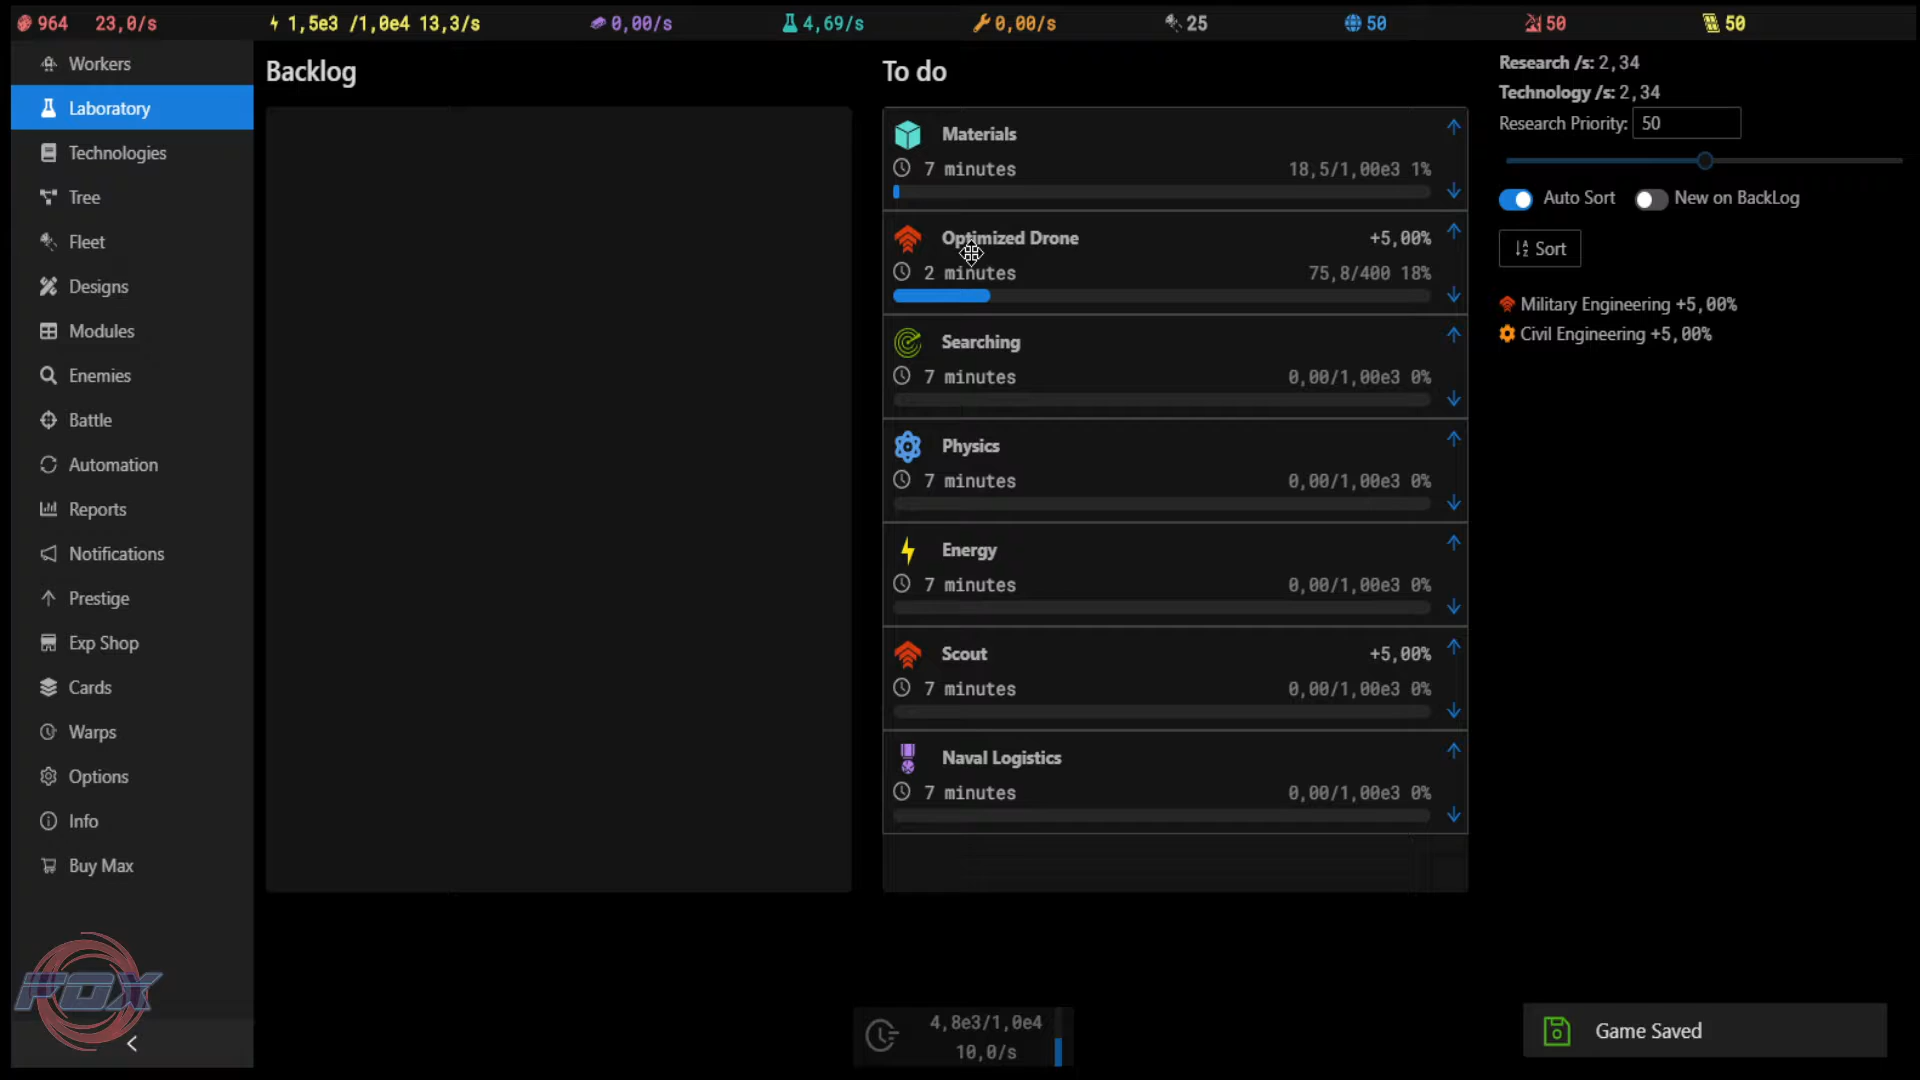 964 23,0/s 1,5e3 /1,0e4 13,3/s 0,00/s 4,69/s 0,00/s 25 50 50 50
Workers
Laboratory
Technologies
Tree
Fleet
Designs
Modules
Enemies
Battle
Automation
Reports
Notifications
Prestige
Exp Shop
Cards
Warps
Options
Info
Buy Max
FOX
<
Backlog
To do
Materials
7 minutes 18,5/1,00e3 1%
Optimized Drone +5,00%
2 minutes 75,8/400 18%
Searching
7 minutes 0,00/1,00e3 0%
Physics
7 minutes 0,00/1,00e3 0%
Energy
7 minutes 0,00/1,00e3 0%
Scout +5,00%
7 minutes 0,00/1,00e3 0%
Naval Logistics
7 minutes 0,00/1,00e3 0%
Research /s: 2,34
Technology /s: 2,34
Research Priority: 50
Auto Sort New on BackLog
Sort
Military Engineering +5,00%
Civil Engineering +5,00%
4,8e3/1,0e4
10,0/s
Game Saved